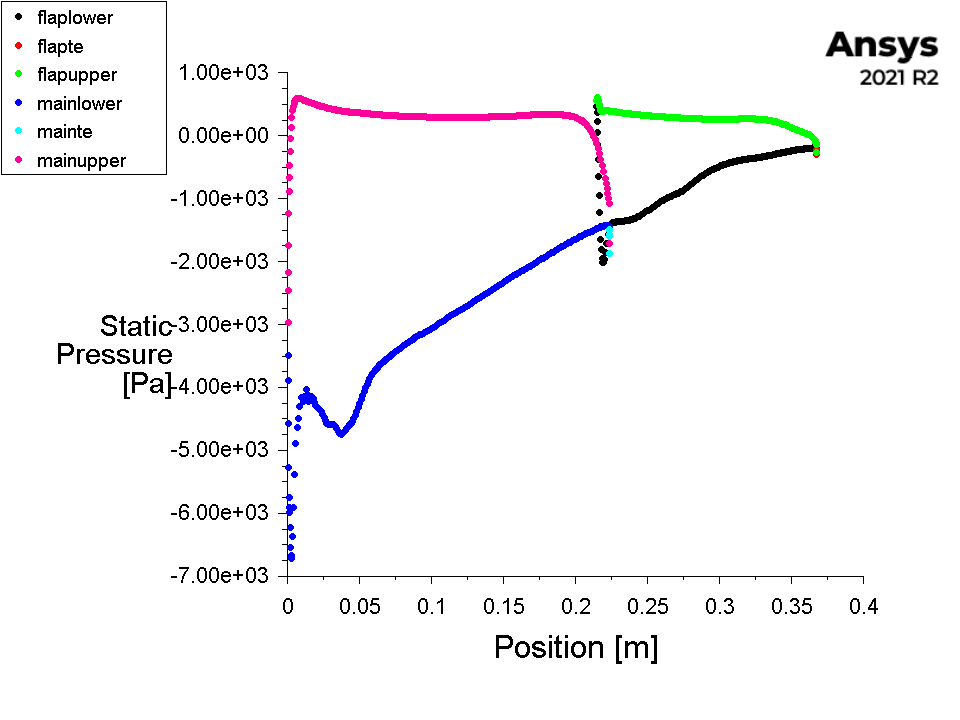 flaplower
flapte
flapupper
mainlower
mainte
mainupper
Ansys
2021 R2
1.00e+03
0.00e+00
-1.00e+03
-2.00e+03
-3.00e+03
-4.00e+03
-5.00e+03
-6.00e+03
-7.00e+03
Static
Pressure
[Pa]
0 0.05 0.1 0.15 0.2 0.25 0.3 0.35 0.4
Position [m]